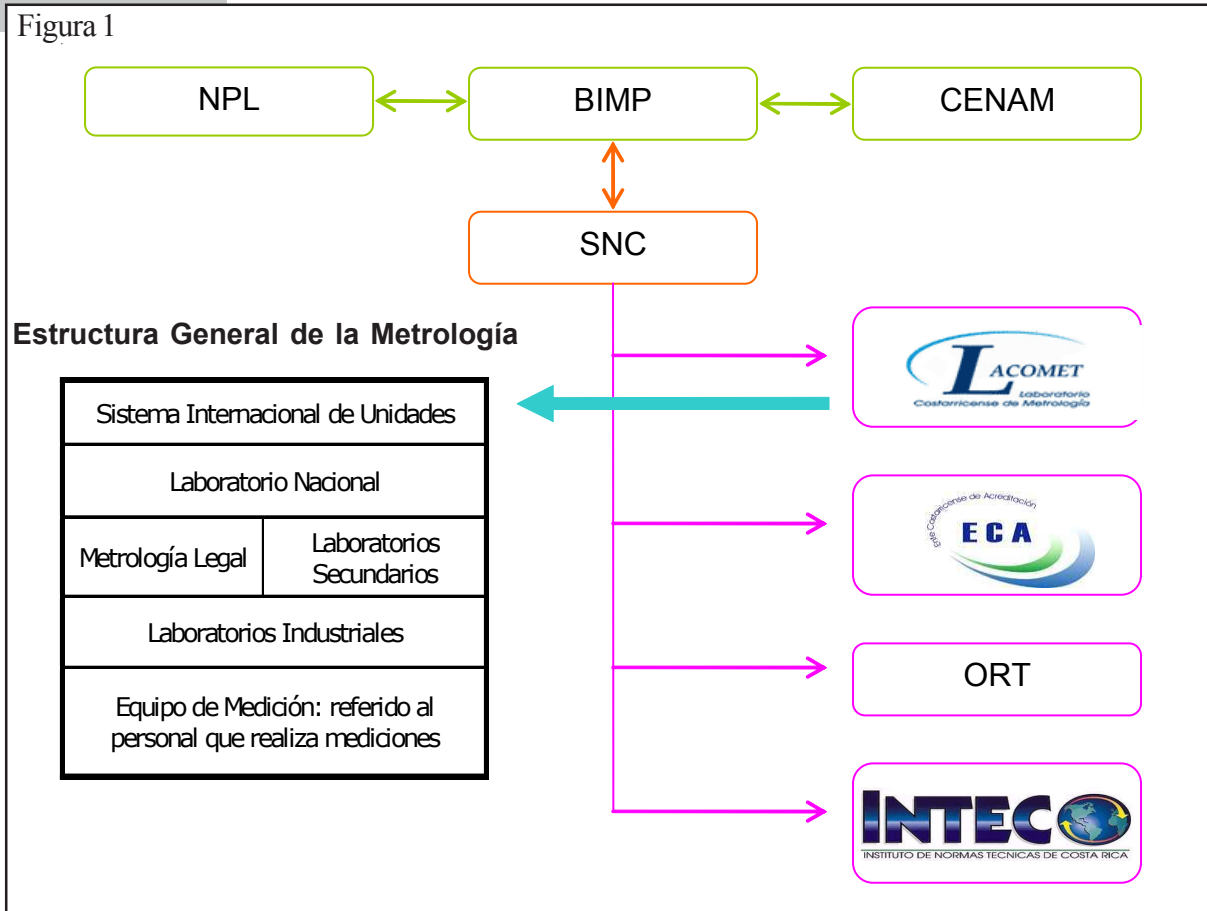 Figura 1
NPL
BIMP
CENAM
SNC
Estructura General de la Metrología
Sistema Internacional de Unidades
Laboratorio Nacional
Metrología Legal
Laboratorios
Secundarios
Laboratorios Industriales
Equipo de Medición: referido al
personal que realiza mediciones
LACOMET
Laboratorio
Costarricense de Metrología
Ente Costarricense de Acreditación
ECA
ORT
INTECO
INSTITUTO DE NORMAS TECNICAS DE COSTA RICA